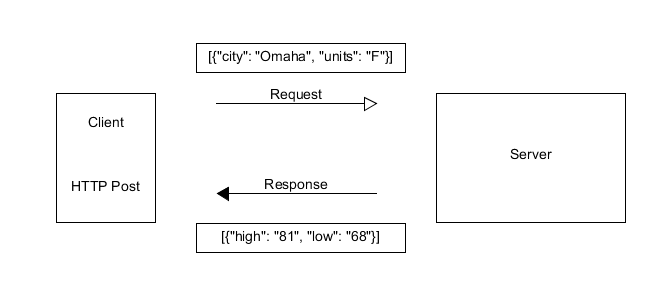 [{"city": "Omaha", "units": "F"}]
Request
Client
Server
HTTP Post
Response
[{"high": "81", "low": "68"}]